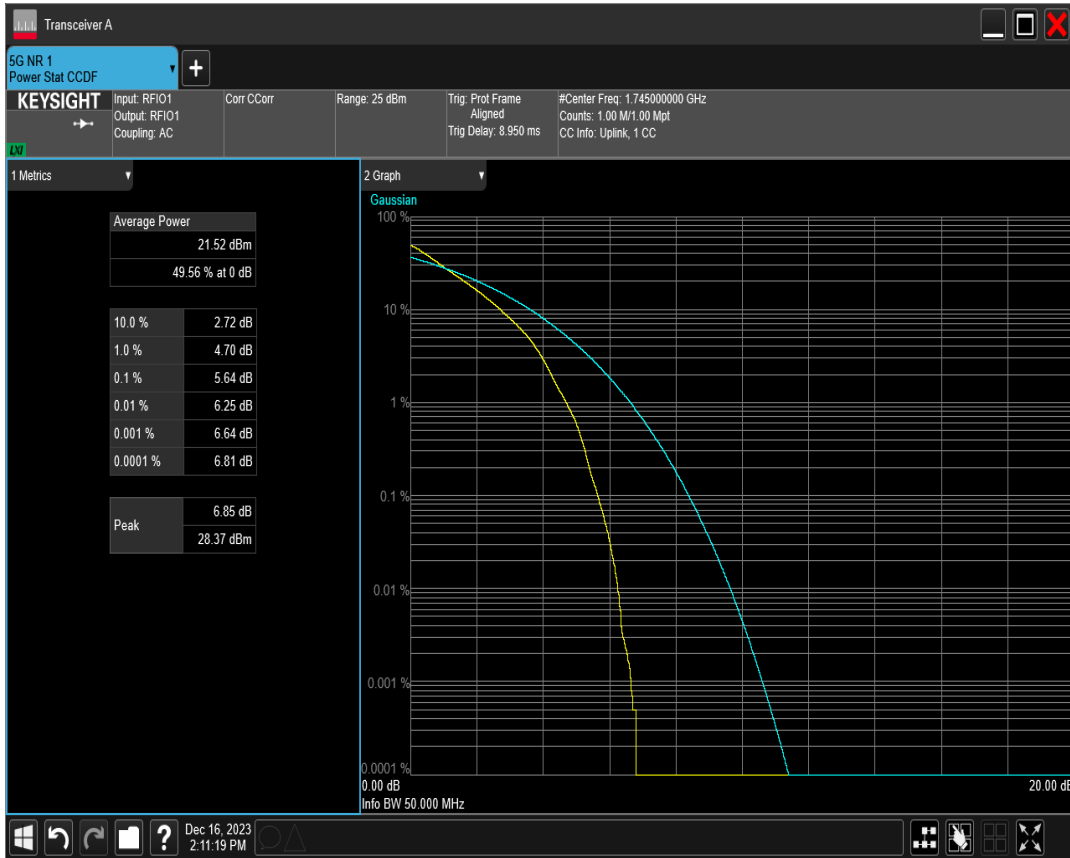 Transceiver A
5G NR 1
Power Stat CCDF
+
KEYSIGHT
LXI
Input: RFIO1
Output: RFIO1
Coupling: AC
Corr CCorr
Range: 25 dBm
Trig: Prot Frame
Aligned
Trig Delay: 8.950 ms
#Center Freq: 1.745000000 GHz
Counts: 1.00 M/1.00 Mpt
CC Info: Uplink, 1 CC
1 Metrics
Average Power
21.52 dBm
49.56 % at 0 dB
10.0 % 2.72 dB
1.0 % 4.70 dB
0.1 % 5.64 dB
0.01 % 6.25 dB
0.001 % 6.64 dB
0.0001 % 6.81 dB
Peak 6.85 dB
28.37 dBm
2 Graph
Gaussian
100 %
10 %
1 %
0.1 %
0.01 %
0.001 %
0.0001 %
0.00 dB 20.00 dB
Info BW 50.000 MHz
?
Dec 16, 2023
2:11:19 PM